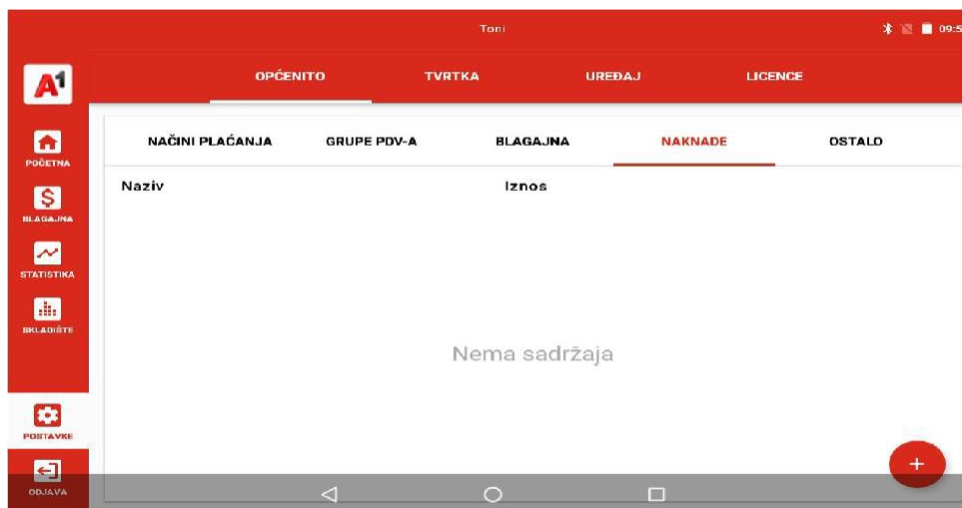 Toni
09:5
A1
OPĆENITO TVRTKA UREĐAJ LICENCE
NAČINI PLAĆANJA GRUPE PDV-A BLAGAJNA NAKNADE OSTALO
Naziv Iznos
POČETNA
BLAGAJNA
STATISTIKA
SKLADIŠTE
Nema sadržaja
POSTAVKE
ODJAVA